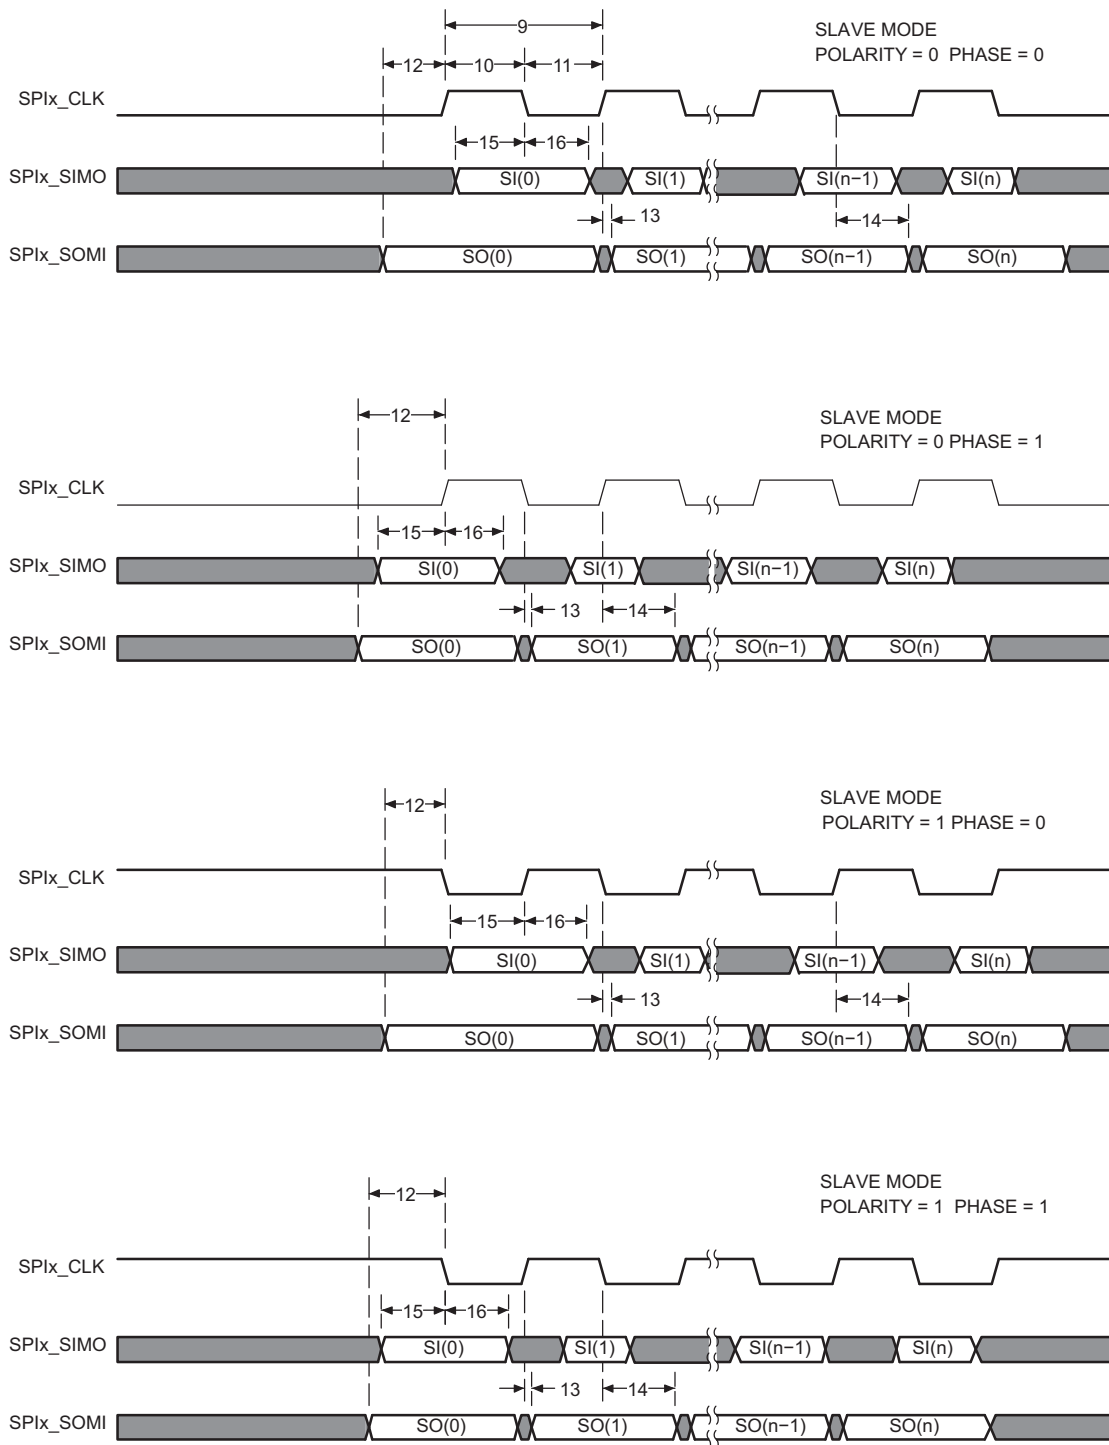 9
SLAVE MODE
POLARITY = 0 PHASE = 0
12 10 11
SPIx_CLK
15 16
SPIx_SIMO SI(0) SI(1) SI(n−1) SI(n)
13 14
SPIx_SOMI SO(0) SO(1) SO(n−1) SO(n)
12
SLAVE MODE
POLARITY = 0 PHASE = 1
SPIx_CLK
15 16
SPIx_SIMO SI(0) SI(1) SI(n−1) SI(n)
13 14
SPIx_SOMI SO(0) SO(1) SO(n−1) SO(n)
12
SLAVE MODE
POLARITY = 1 PHASE = 0
SPIx_CLK
15 16
SPIx_SIMO SI(0) SI(1) SI(n−1) SI(n)
13 14
SPIx_SOMI SO(0) SO(1) SO(n−1) SO(n)
12
SLAVE MODE
POLARITY = 1 PHASE = 1
SPIx_CLK
15 16
SPIx_SIMO SI(0) SI(1) SI(n−1) SI(n)
13 14
SPIx_SOMI SO(0) SO(1) SO(n−1) SO(n)